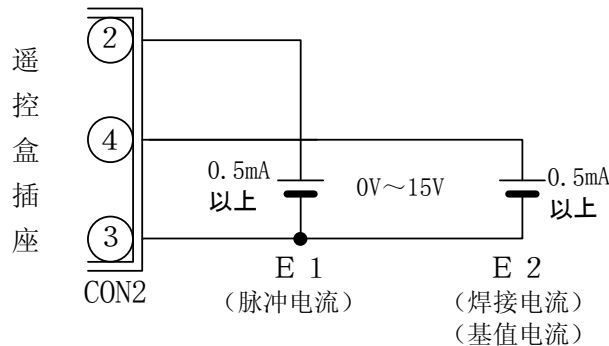 遥控盒插座
②
④
③
CON2
0.5mA
以上
0V～15V
0.5mA
以上
E 1
（脉冲电流）
E 2
（焊接电流）
（基值电流）